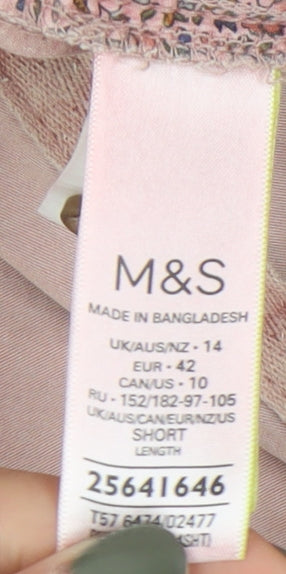 M&S
MADE IN BANGLADESH
UK/AUS/NZ - 14
EUR - 42
CAN/US - 10
RU - 152/182-97-105
UK/AUS/CAN/EUR/NZ/US
SHORT
LENGTH
25641646
T57 6474/02477